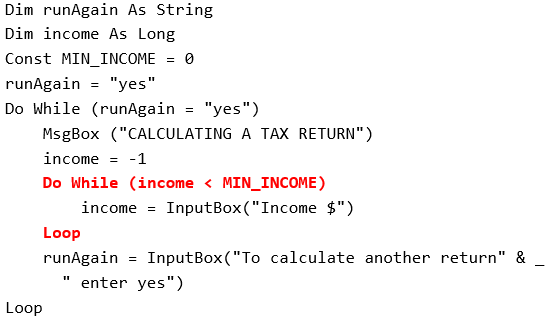 Dim runAgain As String
Dim income As Long
Const MIN_INCOME = 0
runAgain = "yes"
Do While (runAgain = "yes")
    MsgBox ("CALCULATING A TAX RETURN")
    income = -1
    Do While (income < MIN_INCOME)
        income = InputBox("Income $")
    Loop
    runAgain = InputBox("To calculate another return" & _
      " enter yes")
Loop